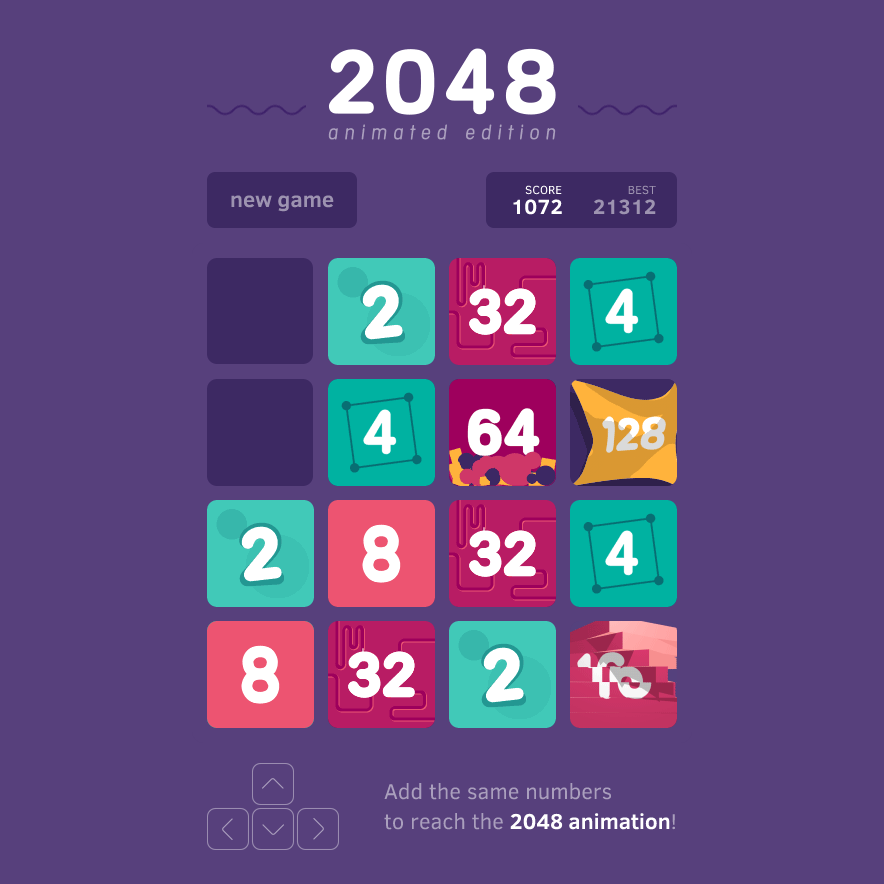 2048
animated edition
new game
SCORE BEST
1072 21312
2 32 4
4 64 128
2 8 32 4
8 32 2 16
Add the same numbers
to reach the 2048 animation!